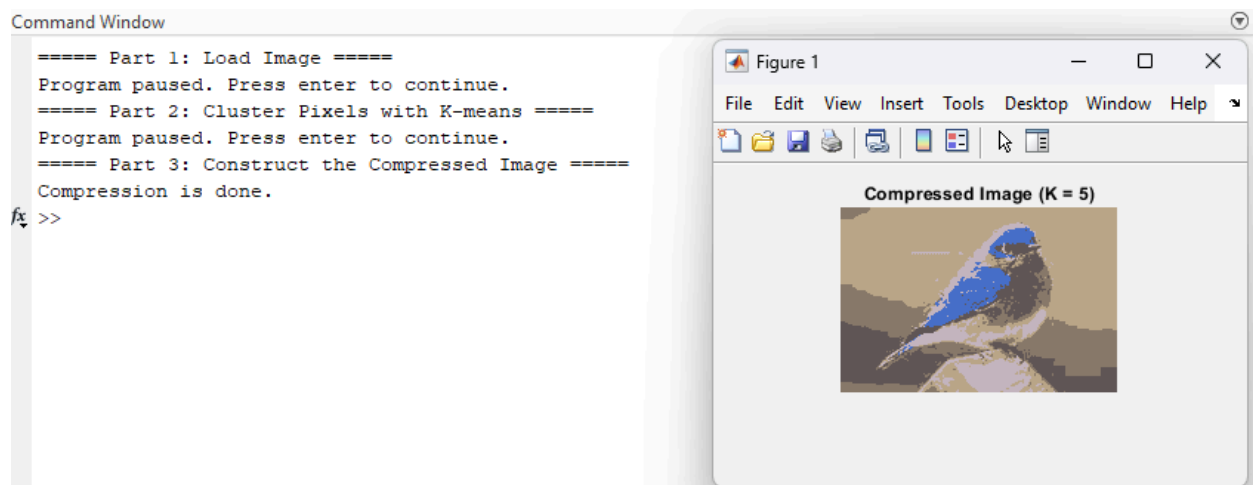 Command Window
===== Part 1: Load Image =====
Program paused. Press enter to continue.
===== Part 2: Cluster Pixels with K-means =====
Program paused. Press enter to continue.
===== Part 3: Construct the Compressed Image =====
Compression is done.
fx >>
Figure 1
File Edit View Insert Tools Desktop Window Help
Compressed Image (K = 5)